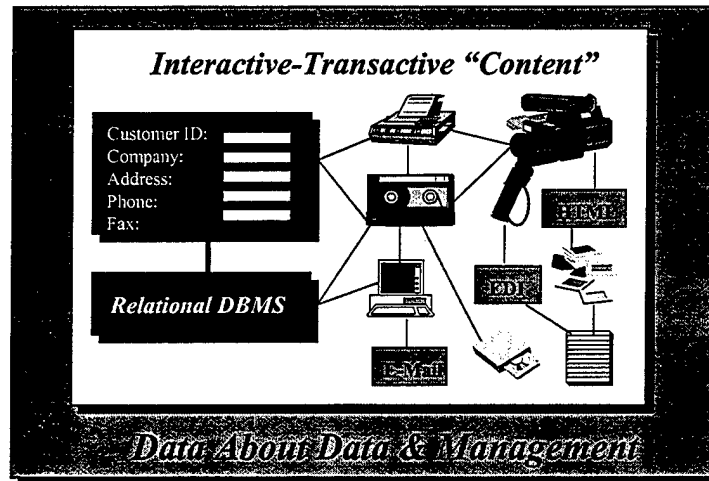 Interactive-Transactive “Content”
Customer ID:
Company:
Address:
Phone:
Fax:
Relational DBMS
HTML
EDI
E-Mail
Data About Data & Management